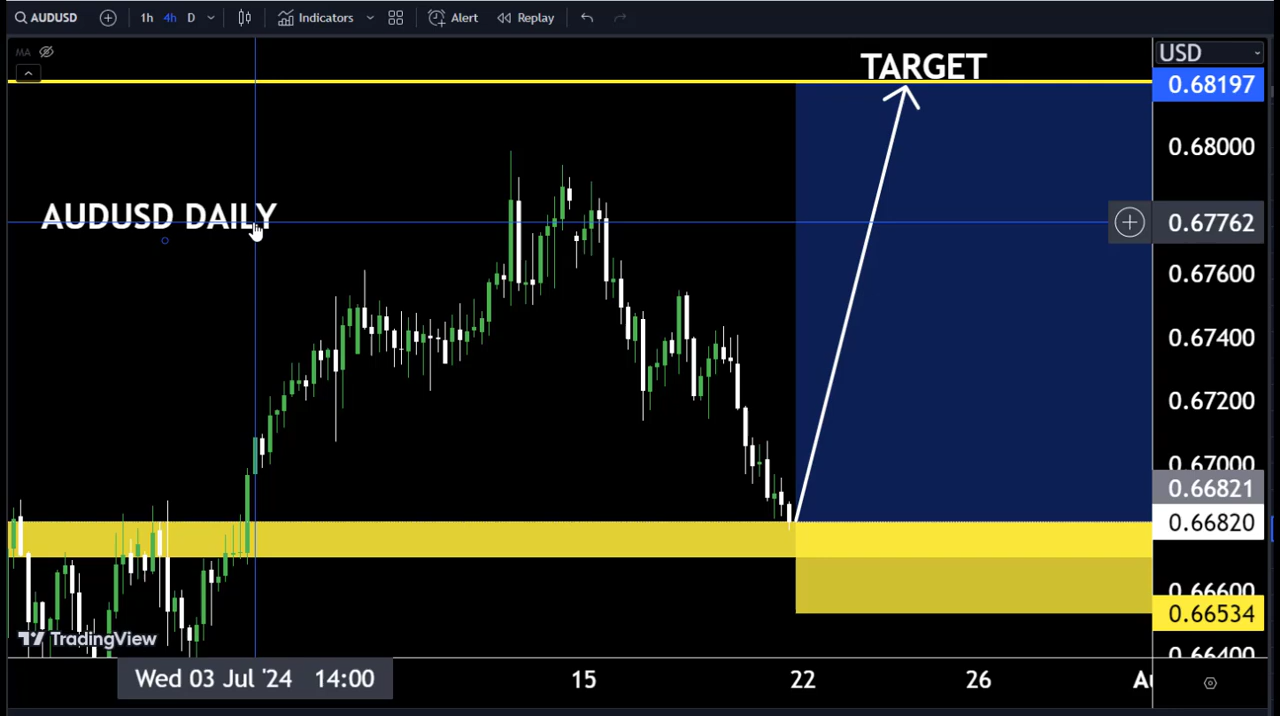 AUDUSD 1h 4h D Indicators Alert Replay
MA
USD
TARGET
0.68197
0.68000
AUDUSD DAILY
0.67762
0.67600
0.67400
0.67200
0.67000
0.66821
0.66820
0.66600
0.66534
0.66400
TradingView
Wed 03 Jul '24 14:00 15 22 26 Au